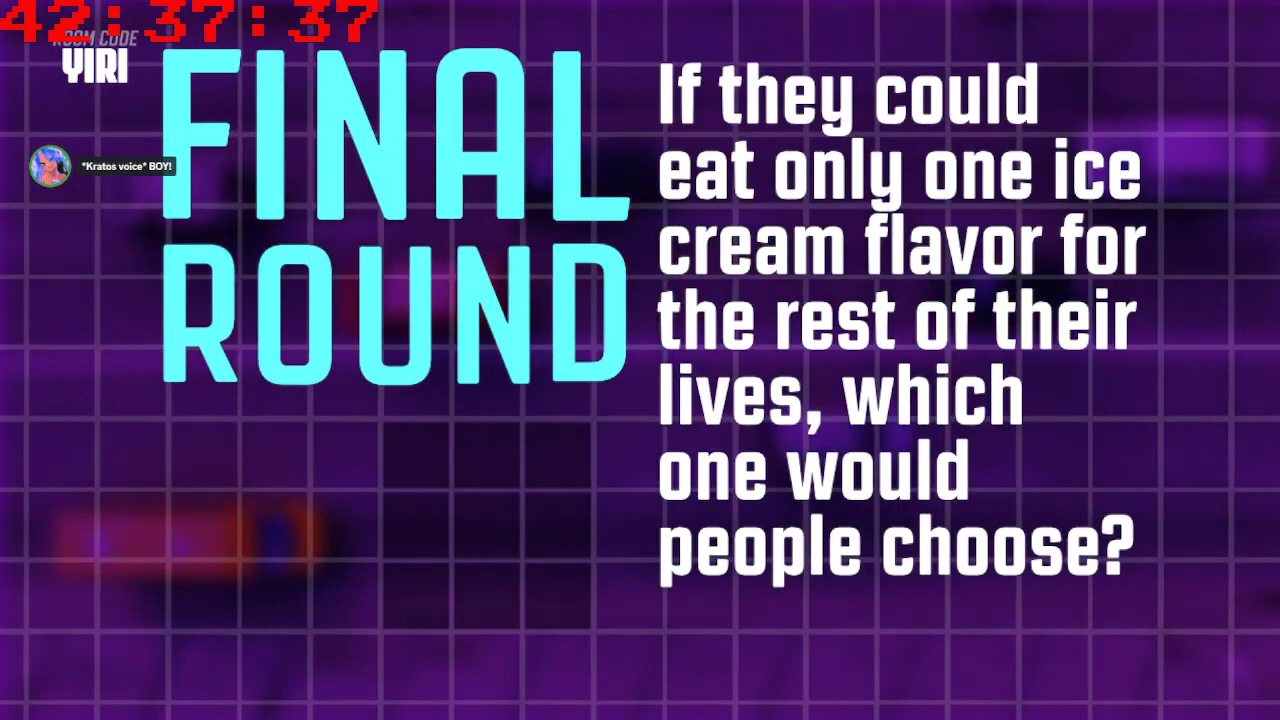 42:37:37
ROOM CODE
YIRI
*Kratos voice* BOY!
FINAL
ROUND
If they could
eat only one ice
cream flavor for
the rest of their
lives, which
one would
people choose?